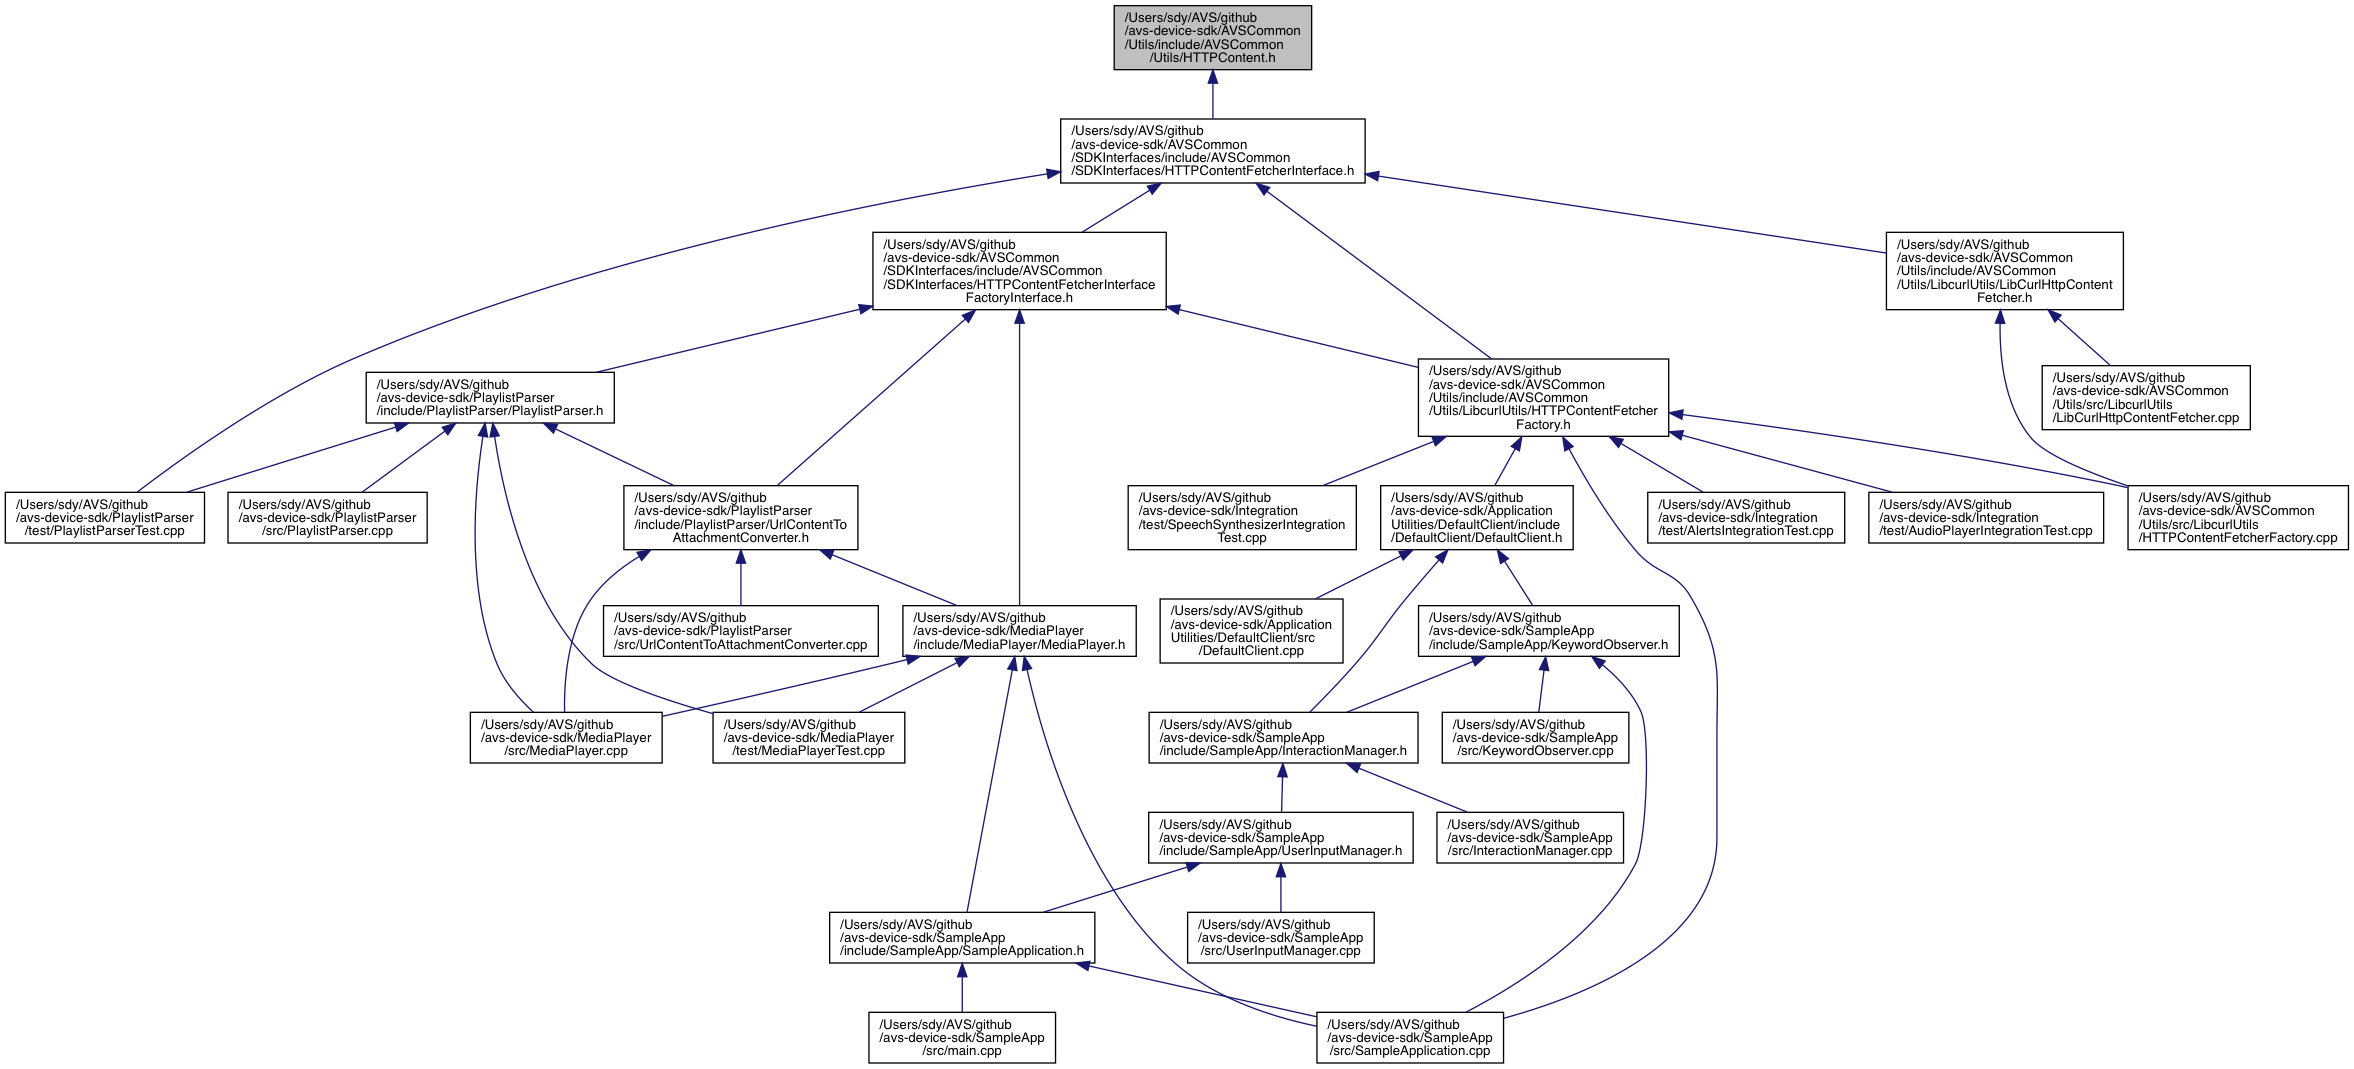 /Users/sdy/AVS/github
/avs-device-sdk/AVSCommon
/Utils/include/AVSCommon
/Utils/HTTPContent.h
/Users/sdy/AVS/github
/avs-device-sdk/AVSCommon
/SDKInterfaces/include/AVSCommon
/SDKInterfaces/HTTPContentFetcherInterface.h
/Users/sdy/AVS/github
/avs-device-sdk/AVSCommon
/SDKInterfaces/include/AVSCommon
/SDKInterfaces/HTTPContentFetcherInterface
FactoryInterface.h
/Users/sdy/AVS/github
/avs-device-sdk/AVSCommon
/Utils/include/AVSCommon
/Utils/LibcurlUtils/LibCurlHttpContent
Fetcher.h
/Users/sdy/AVS/github
/avs-device-sdk/PlaylistParser
/include/PlaylistParser/PlaylistParser.h
/Users/sdy/AVS/github
/avs-device-sdk/AVSCommon
/Utils/include/AVSCommon
/Utils/LibcurlUtils/HTTPContentFetcher
Factory.h
/Users/sdy/AVS/github
/avs-device-sdk/AVSCommon
/Utils/src/LibcurlUtils
/LibCurlHttpContentFetcher.cpp
/Users/sdy/AVS/github
/avs-device-sdk/PlaylistParser
/test/PlaylistParserTest.cpp
/Users/sdy/AVS/github
/avs-device-sdk/PlaylistParser
/src/PlaylistParser.cpp
/Users/sdy/AVS/github
/avs-device-sdk/PlaylistParser
/include/PlaylistParser/UrlContentTo
AttachmentConverter.h
/Users/sdy/AVS/github
/avs-device-sdk/Integration
/test/SpeechSynthesizerIntegration
Test.cpp
/Users/sdy/AVS/github
/avs-device-sdk/Application
Utilities/DefaultClient/include
/DefaultClient/DefaultClient.h
/Users/sdy/AVS/github
/avs-device-sdk/Integration
/test/AlertsIntegrationTest.cpp
/Users/sdy/AVS/github
/avs-device-sdk/Integration
/test/AudioPlayerIntegrationTest.cpp
/Users/sdy/AVS/github
/avs-device-sdk/AVSCommon
/Utils/src/LibcurlUtils
/HTTPContentFetcherFactory.cpp
/Users/sdy/AVS/github
/avs-device-sdk/PlaylistParser
/src/UrlContentToAttachmentConverter.cpp
/Users/sdy/AVS/github
/avs-device-sdk/MediaPlayer
/include/MediaPlayer/MediaPlayer.h
/Users/sdy/AVS/github
/avs-device-sdk/Application
Utilities/DefaultClient/src
/DefaultClient.cpp
/Users/sdy/AVS/github
/avs-device-sdk/SampleApp
/include/SampleApp/KeywordObserver.h
/Users/sdy/AVS/github
/avs-device-sdk/MediaPlayer
/src/MediaPlayer.cpp
/Users/sdy/AVS/github
/avs-device-sdk/MediaPlayer
/test/MediaPlayerTest.cpp
/Users/sdy/AVS/github
/avs-device-sdk/SampleApp
/include/SampleApp/InteractionManager.h
/Users/sdy/AVS/github
/avs-device-sdk/SampleApp
/src/KeywordObserver.cpp
/Users/sdy/AVS/github
/avs-device-sdk/SampleApp
/include/SampleApp/UserInputManager.h
/Users/sdy/AVS/github
/avs-device-sdk/SampleApp
/src/InteractionManager.cpp
/Users/sdy/AVS/github
/avs-device-sdk/SampleApp
/include/SampleApp/SampleApplication.h
/Users/sdy/AVS/github
/avs-device-sdk/SampleApp
/src/UserInputManager.cpp
/Users/sdy/AVS/github
/avs-device-sdk/SampleApp
/src/main.cpp
/Users/sdy/AVS/github
/avs-device-sdk/SampleApp
/src/SampleApplication.cpp